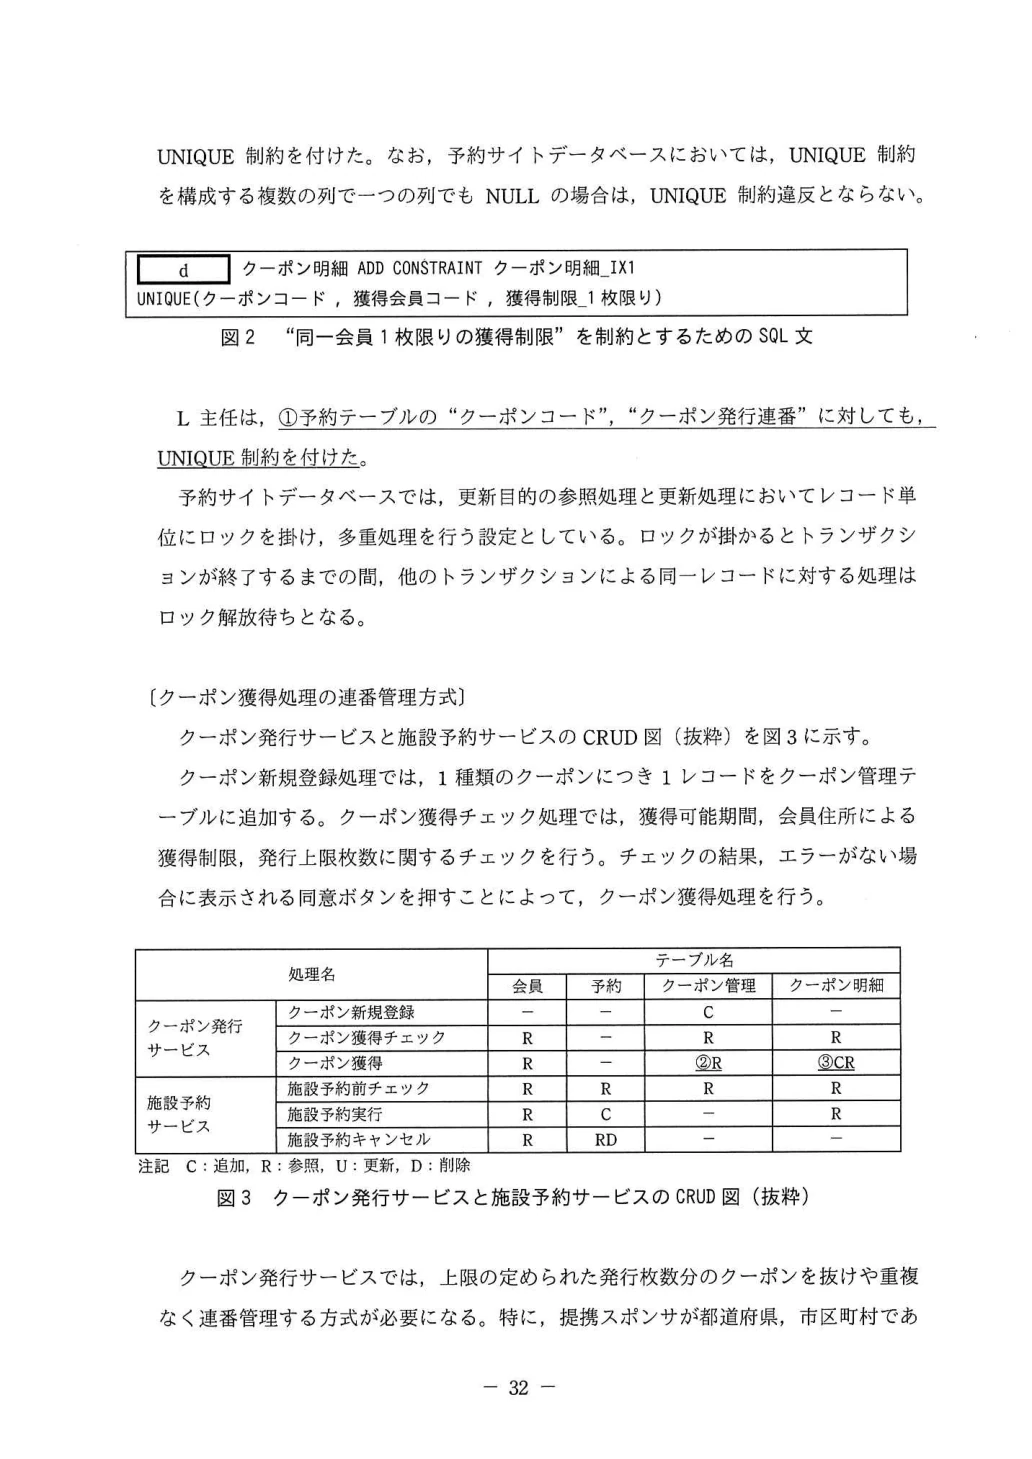 UNIQUE 制約を付けた。なお，予約サイトデータベースにおいては，UNIQUE 制約
を構成する複数の列で一つの列でも NULL の場合は，UNIQUE 制約違反とならない。
d クーポン明細 ADD CONSTRAINT クーポン明細_IX1
UNIQUE(クーポンコード , 獲得会員コード , 獲得制限_1枚限り)
図2 “同一会員1枚限りの獲得制限”を制約とするためのSQL文
L 主任は，①予約テーブルの“クーポンコード”，“クーポン発行連番”に対しても，
UNIQUE 制約を付けた。
予約サイトデータベースでは，更新目的の参照処理と更新処理においてレコード単
位にロックを掛け，多重処理を行う設定としている。ロックが掛かるとトランザクシ
ョンが終了するまでの間，他のトランザクションによる同一レコードに対する処理は
ロック解放待ちとなる。
〔クーポン獲得処理の連番管理方式〕
クーポン発行サービスと施設予約サービスの CRUD 図（抜粋）を図3に示す。
クーポン新規登録処理では，1 種類のクーポンにつき 1 レコードをクーポン管理テ
ーブルに追加する。クーポン獲得チェック処理では，獲得可能期間，会員住所による
獲得制限，発行上限枚数に関するチェックを行う。チェックの結果，エラーがない場
合に表示される同意ボタンを押すことによって，クーポン獲得処理を行う。
処理名 テーブル名
会員 予約 クーポン管理 クーポン明細
クーポン発行サービス クーポン新規登録 － － C －
クーポン獲得チェック R － R R
クーポン獲得 R － ②R ③CR
施設予約サービス 施設予約前チェック R R R R
施設予約実行 R C － R
施設予約キャンセル R RD － －
注記 C：追加，R：参照，U：更新，D：削除
図3 クーポン発行サービスと施設予約サービスの CRUD 図（抜粋）
クーポン発行サービスでは，上限の定められた発行枚数分のクーポンを抜けや重複
なく連番管理する方式が必要になる。特に，提携スポンサが都道府県，市区町村であ
－ 32 －